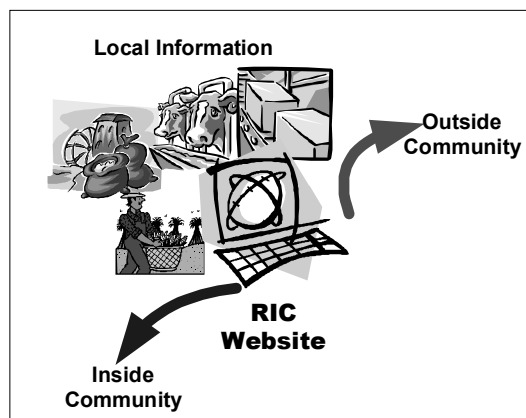 Local Information
Outside
Community
RIC
Website
Inside
Community